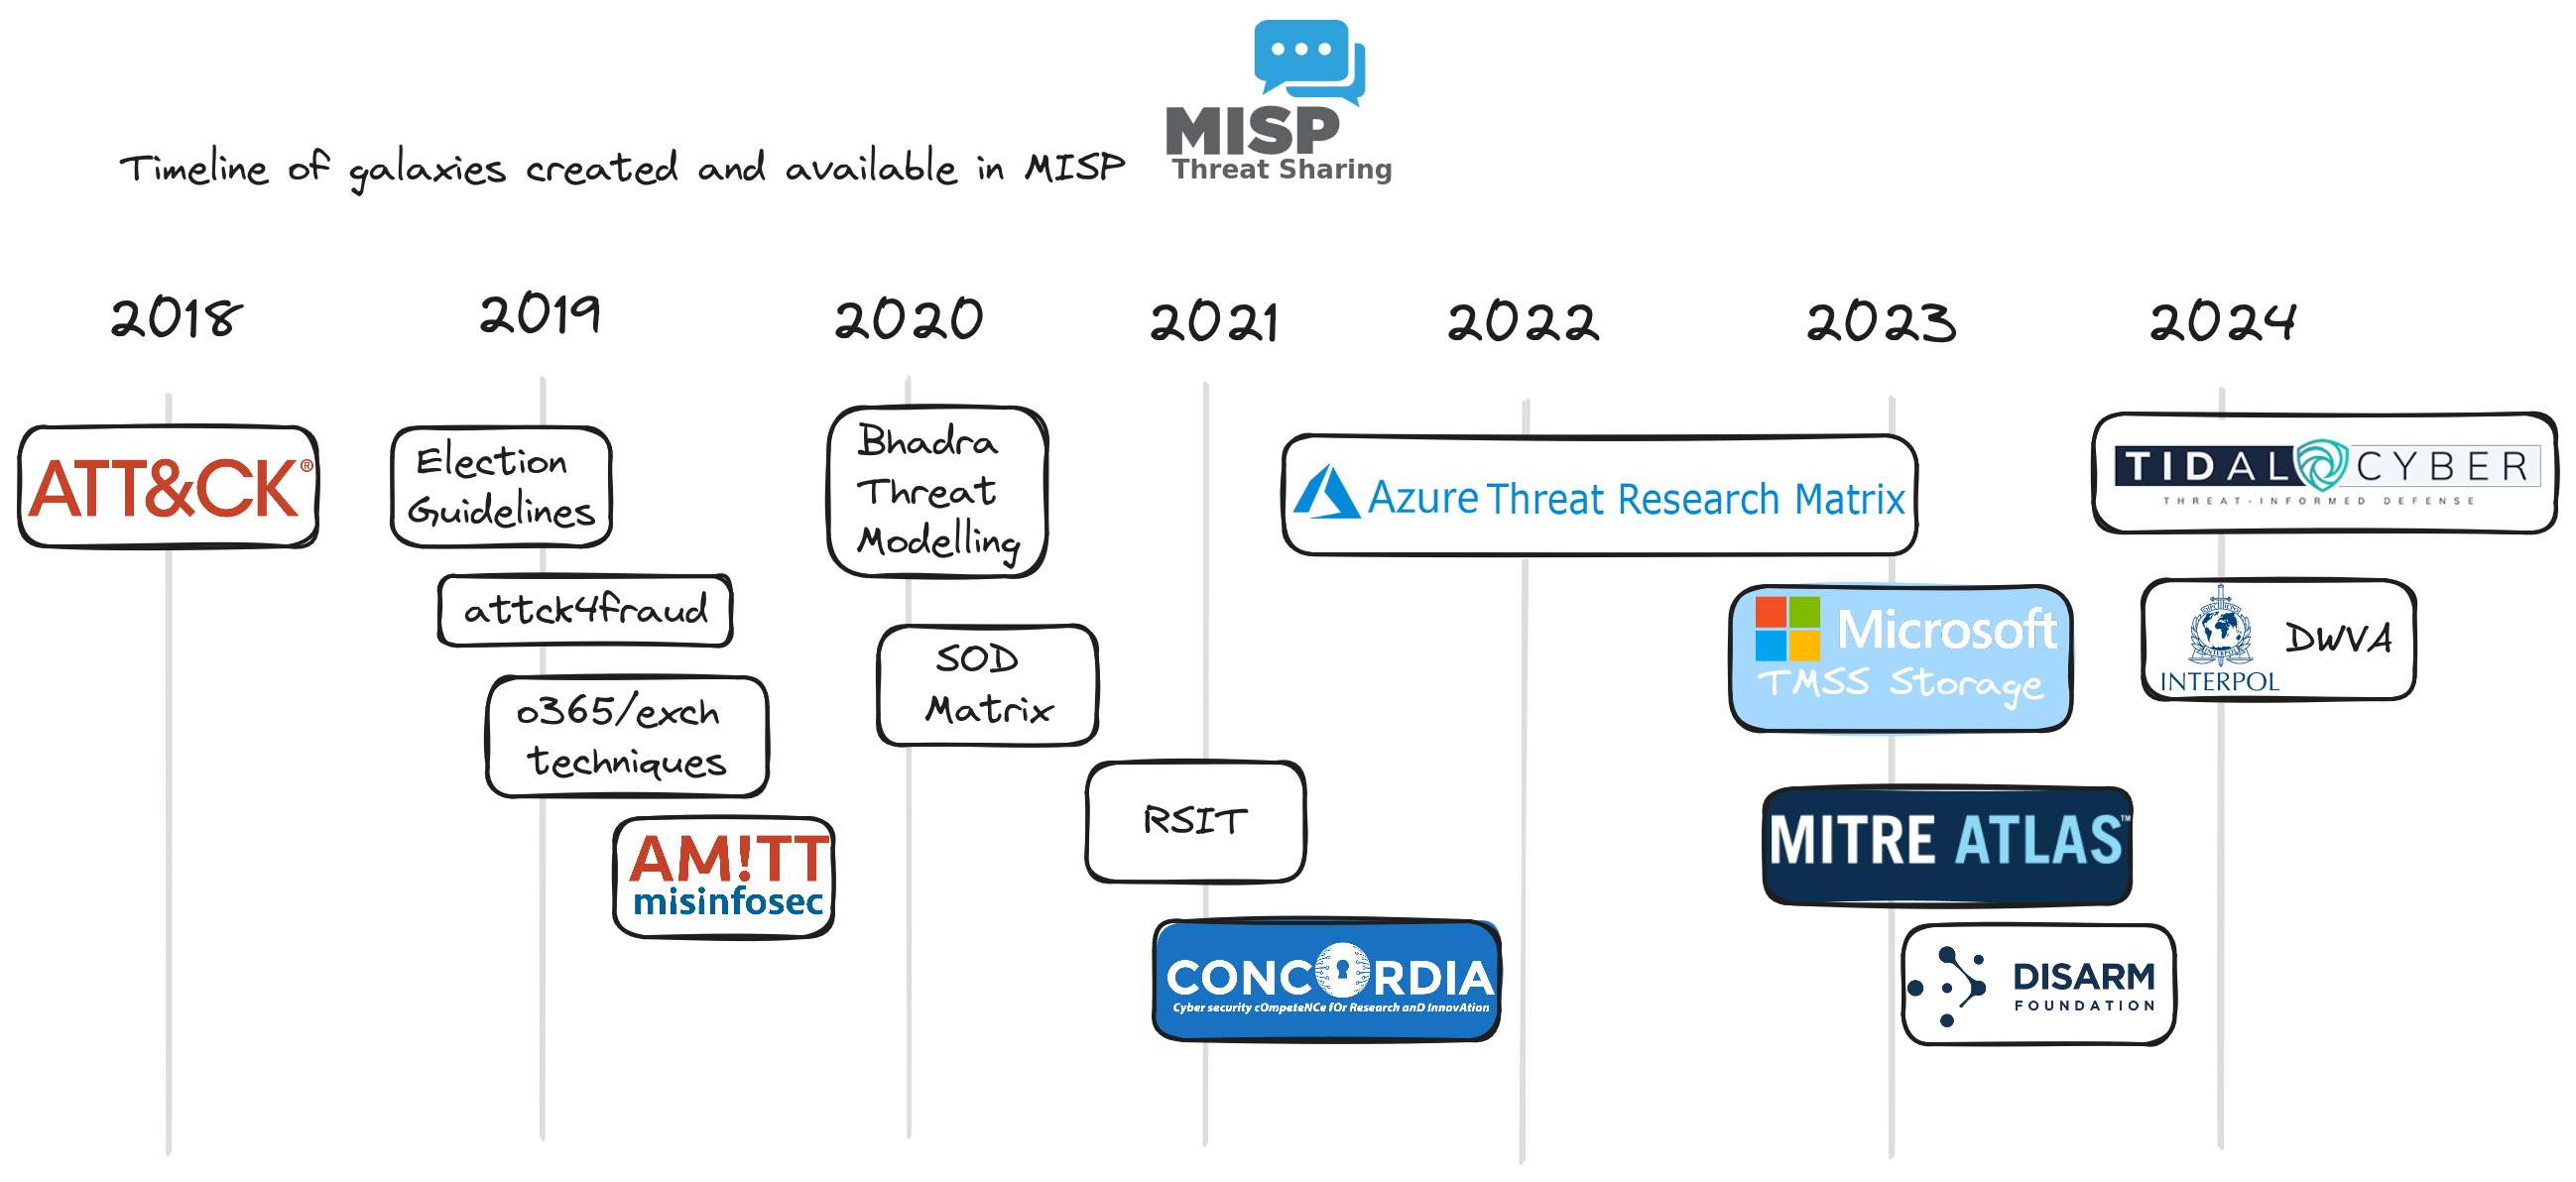 MISP
Threat Sharing
Timeline of galaxies created and available in MISP
2018
2019
2020
2021
2022
2023
2024
ATT&CK®
Election
Guidelines
attck4fraud
o365/exch
techniques
AM!TT
misinfosec
Bhadra
Threat
Modelling
SOD
Matrix
RSIT
CONCORDIA
Cyber security cOmpeteNCe fOr Research anD InnovAtion
Azure Threat Research Matrix
Microsoft
TMSS Storage
MITRE ATLAS™
DISARM
FOUNDATION
TIDAL CYBER
THREAT-INFORMED DEFENSE
INTERPOL
DWVA